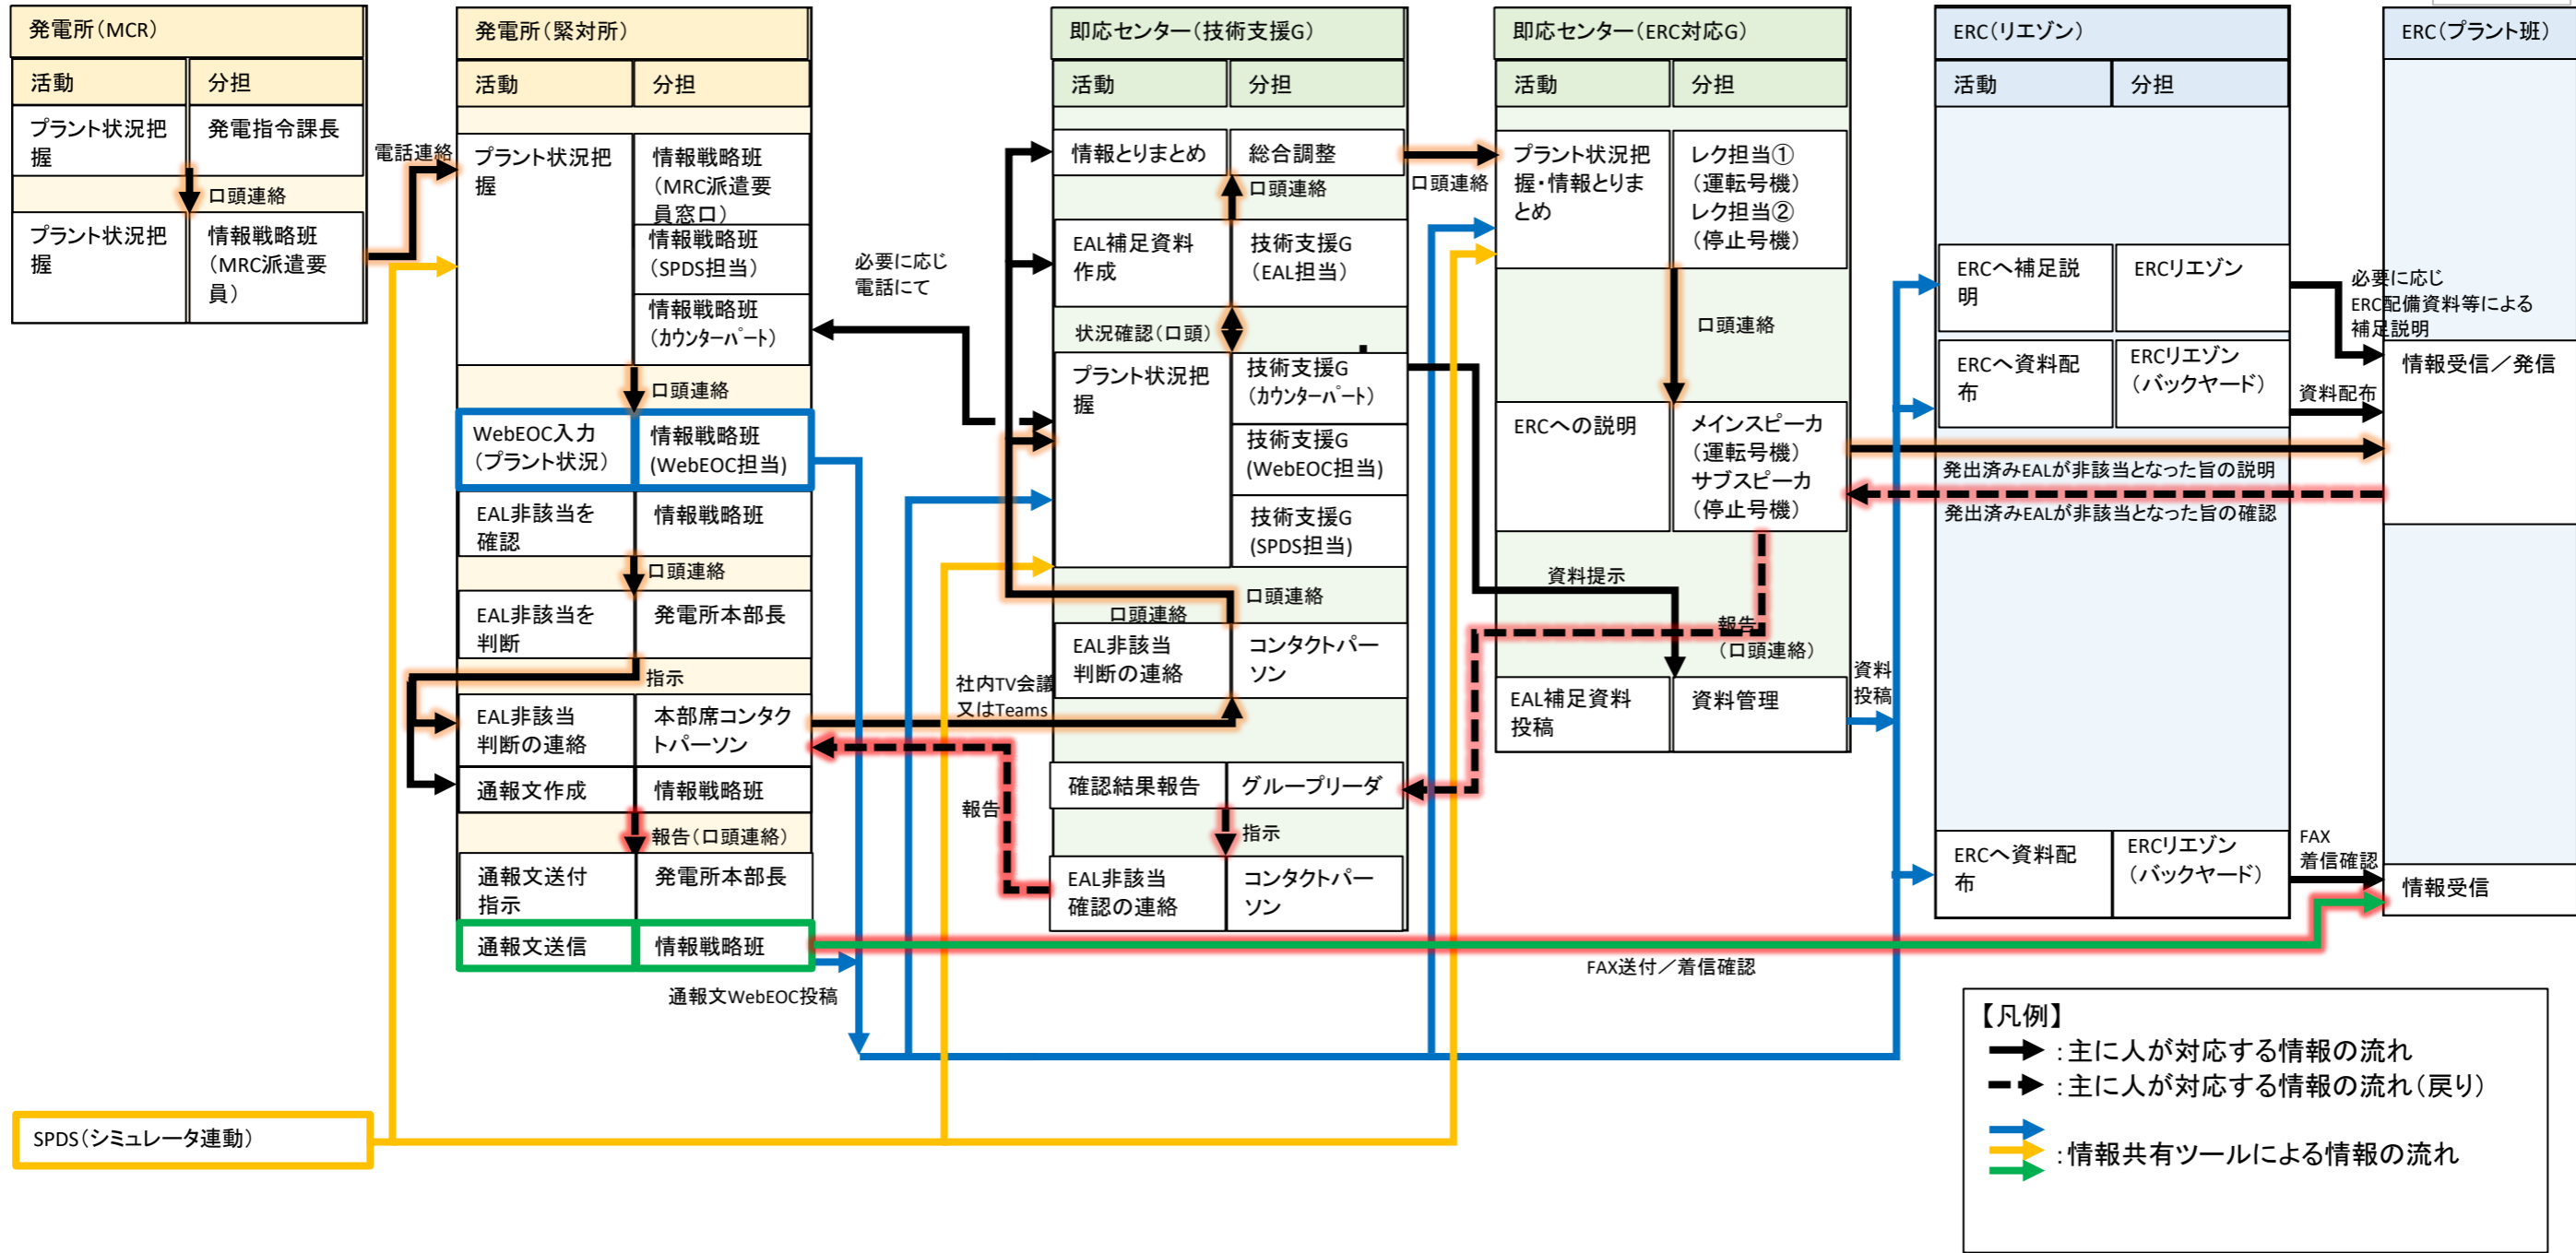 発電所（MCR）
活動
分担
プラント状況把
握
発電指令課長
口頭連絡
プラント状況把
握
情報戦略班
（MRC派遣要
員）
電話連絡
発電所（緊対所）
活動
分担
プラント状況把
握
情報戦略班
（MRC派遣要
員窓口）
情報戦略班
（SPDS担当）
情報戦略班
（カウンターパート）
口頭連絡
WebEOC入力
（プラント状況）
情報戦略班
(WebEOC担当)
EAL非該当を
確認
情報戦略班
口頭連絡
EAL非該当を
判断
発電所本部長
指示
EAL非該当
判断の連絡
本部席コンタク
トパーソン
通報文作成
情報戦略班
報告（口頭連絡）
通報文送付
指示
発電所本部長
通報文送信
情報戦略班
通報文WebEOC投稿
必要に応じ
電話にて
社内TV会議
又はTeams
報告
即応センター（技術支援G）
活動
分担
情報とりまとめ
総合調整
口頭連絡
EAL補足資料
作成
技術支援G
（EAL担当）
状況確認（口頭）
プラント状況把
握
技術支援G
（カウンターパート）
技術支援G
(WebEOC担当)
技術支援G
(SPDS担当)
口頭連絡
口頭連絡
EAL非該当
判断の連絡
コンタクトパー
ソン
確認結果報告
グループリーダ
指示
EAL非該当
確認の連絡
コンタクトパー
ソン
口頭連絡
即応センター（ERC対応G）
活動
分担
プラント状況把
握・情報とりま
とめ
レク担当①
（運転号機）
レク担当②
（停止号機）
口頭連絡
ERCへの説明
メインスピーカ
（運転号機）
サブスピーカ
（停止号機）
資料提示
報告
（口頭連絡）
EAL補足資料
投稿
資料管理
資料
投稿
ERC（リエゾン）
活動
分担
ERCへ補足説
明
ERCリエゾン
ERCへ資料配
布
ERCリエゾン
（バックヤード）
発出済みEALが非該当となった旨の説明
発出済みEALが非該当となった旨の確認
ERCへ資料配
布
ERCリエゾン
（バックヤード）
必要に応じ
ERC配備資料等による
補足説明
資料配布
FAX
着信確認
ERC（プラント班）
情報受信／発信
情報受信
FAX送付／着信確認
SPDS（シミュレータ連動）
【凡例】
：主に人が対応する情報の流れ
：主に人が対応する情報の流れ（戻り）
：情報共有ツールによる情報の流れ